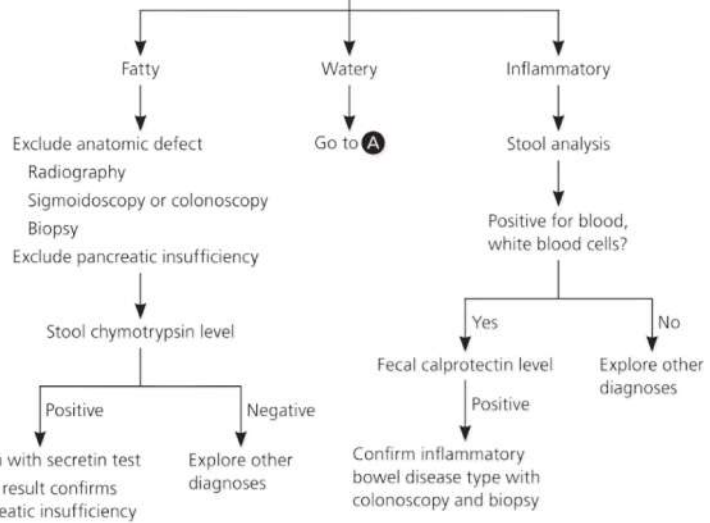 Fatty
Watery
Inflammatory
Exclude anatomic defect
Radiography
Sigmoidoscopy or colonoscopy
Biopsy
Exclude pancreatic insufficiency
Go to A
Stool analysis
Positive for blood,
white blood cells?
Stool chymotrypsin level
Yes
No
Fecal calprotectin level
Explore other
diagnoses
Positive
Negative
Positive
with secretin test
result confirms
insufficiency
Explore other
diagnoses
Confirm inflammatory
bowel disease type with
colonoscopy and biopsy